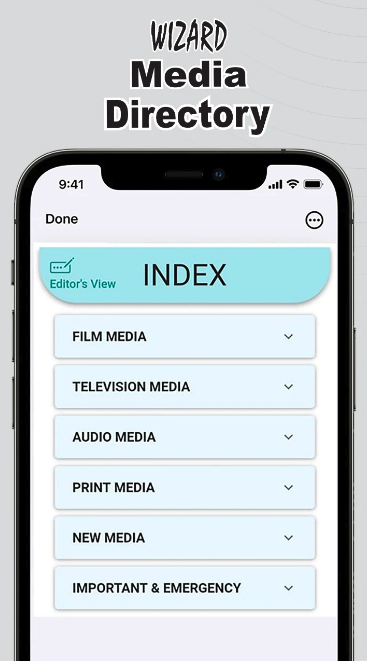 WIZARD
Media
Directory
9:41
Done
INDEX
Editor's View
FILM MEDIA
TELEVISION MEDIA
AUDIO MEDIA
PRINT MEDIA
NEW MEDIA
IMPORTANT & EMERGENCY